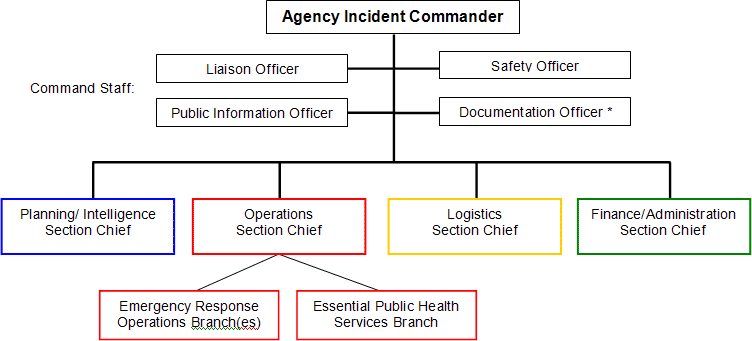 Agency Incident Commander
Liaison Officer
Safety Officer
Command Staff:
Public Information Officer
Documentation Officer *
Planning/ Intelligence
Section Chief
Operations
Section Chief
Logistics
Section Chief
Finance/Administration
Section Chief
Emergency Response
Operations Branch(es)
Essential Public Health
Services Branch